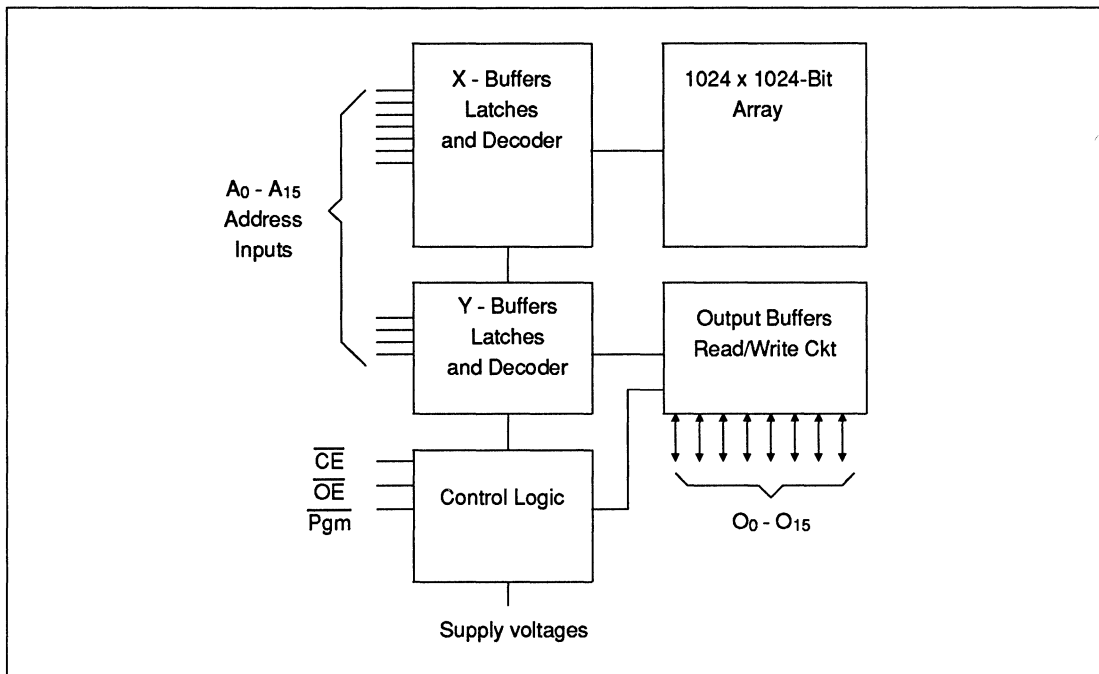 X - Buffers
Latches
and Decoder
1024 x 1024-Bit
Array
A0 - A15
Address
Inputs
Y - Buffers
Latches
and Decoder
Output Buffers
Read/Write Ckt
CE
OE
Pgm
Control Logic
O0 - O15
Supply voltages